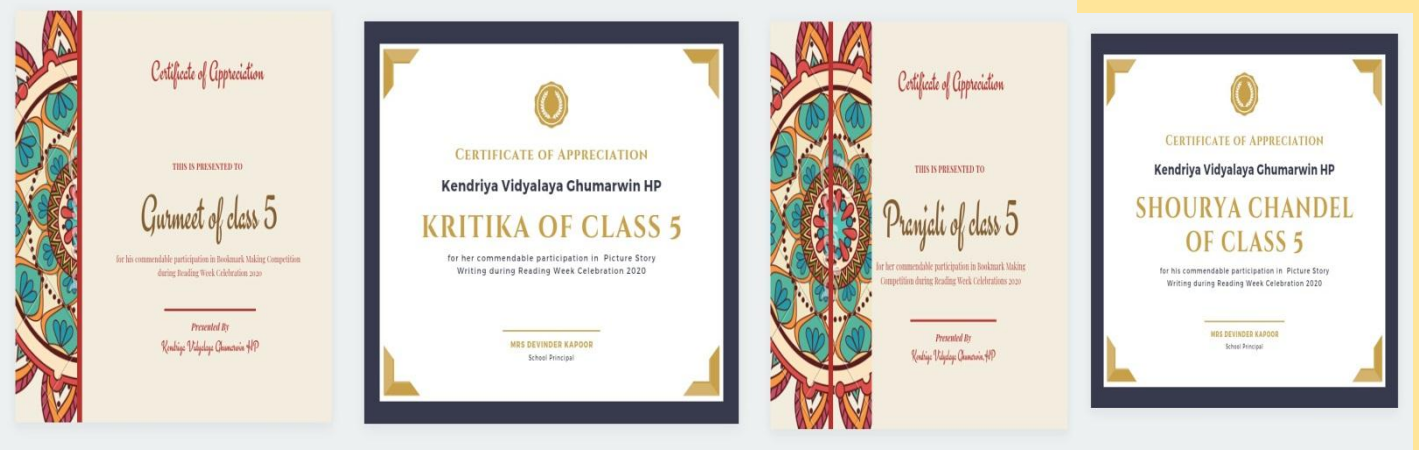 Certificate of Appreciation
THIS IS PRESENTED TO
Gurmeet of class 5
for his commendable participation in Bookmark Making Competition
during Reading Week Celebration 2020
Presented By
Kendriya Vidyalaya Ghumarwin HP
CERTIFICATE OF APPRECIATION
Kendriya Vidyalaya Ghumarwin HP
KRITIKA OF CLASS 5
for her commendable participation in Picture Story
Writing during Reading Week Celebration 2020
MRS DEVINDER KAPOOR
School Principal
Certificate of Appreciation
THIS IS PRESENTED TO
Pranjali of class 5
for her commendable participation in Bookmark Making
Competition during Reading Week Celebrations 2020
Presented By
Kendriya Vidyalaya Ghumarwin,HP
CERTIFICATE OF APPRECIATION
Kendriya Vidyalaya Ghumarwin HP
SHOURYA CHANDEL
OF CLASS 5
for his commendable participation in Picture Story
Writing during Reading Week Celebration 2020
MRS DEVINDER KAPOOR
School Principal